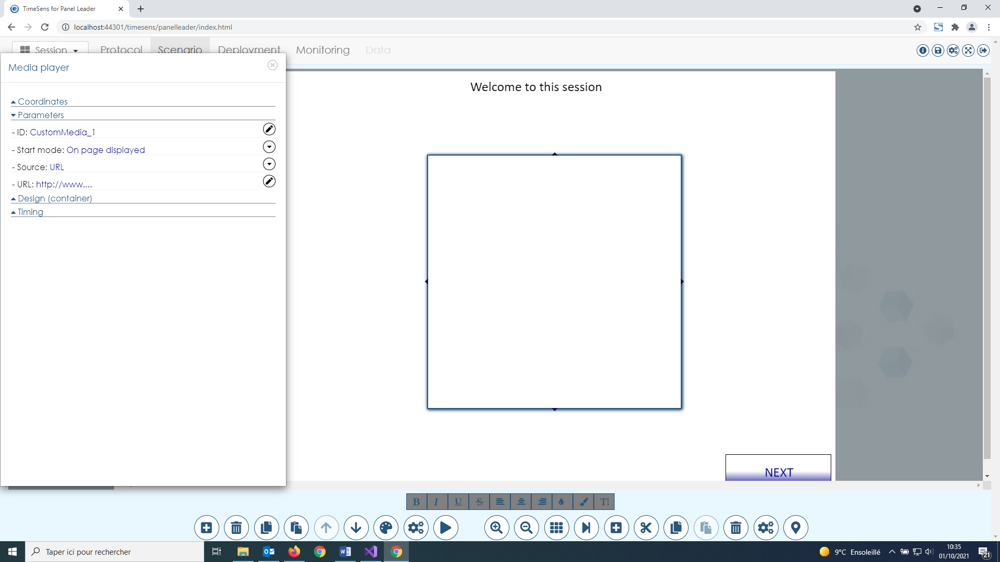 TimeSens for Panel Leader
localhost:44301/timesens/panelleader/index.html
Session Protocol Scenario Deployment Monitoring Data
Media player
Welcome to this session
Coordinates
Parameters
- ID: CustomMedia_1
- Start mode: On page displayed
- Source: URL
- URL: http://www....
Design (container)
Timing
NEXT
B I U S T
Taper ici pour rechercher
9°C Ensoleillé
10:35
01/10/2021
21